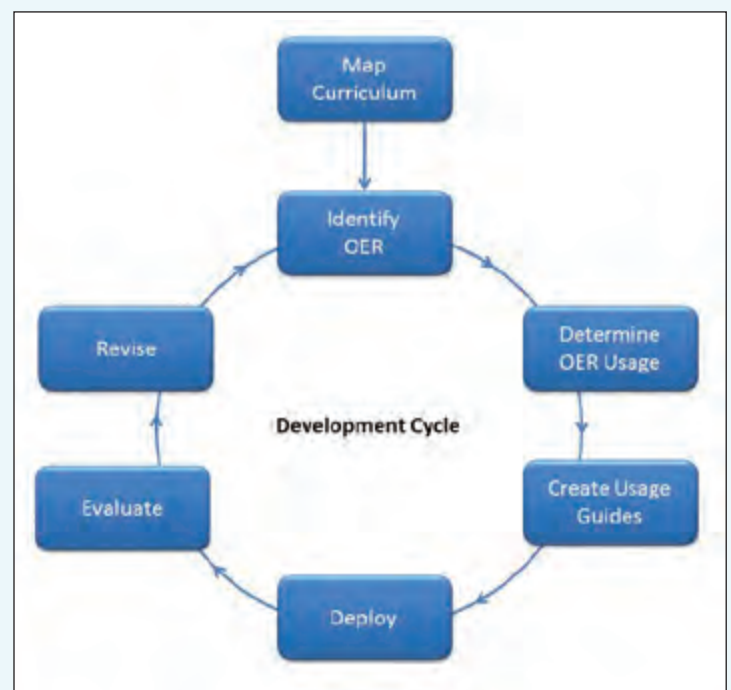 Map
Curriculum
Identify
OER
Determine
OER Usage
Create Usage
Guides
Deploy
Evaluate
Revise
Development Cycle